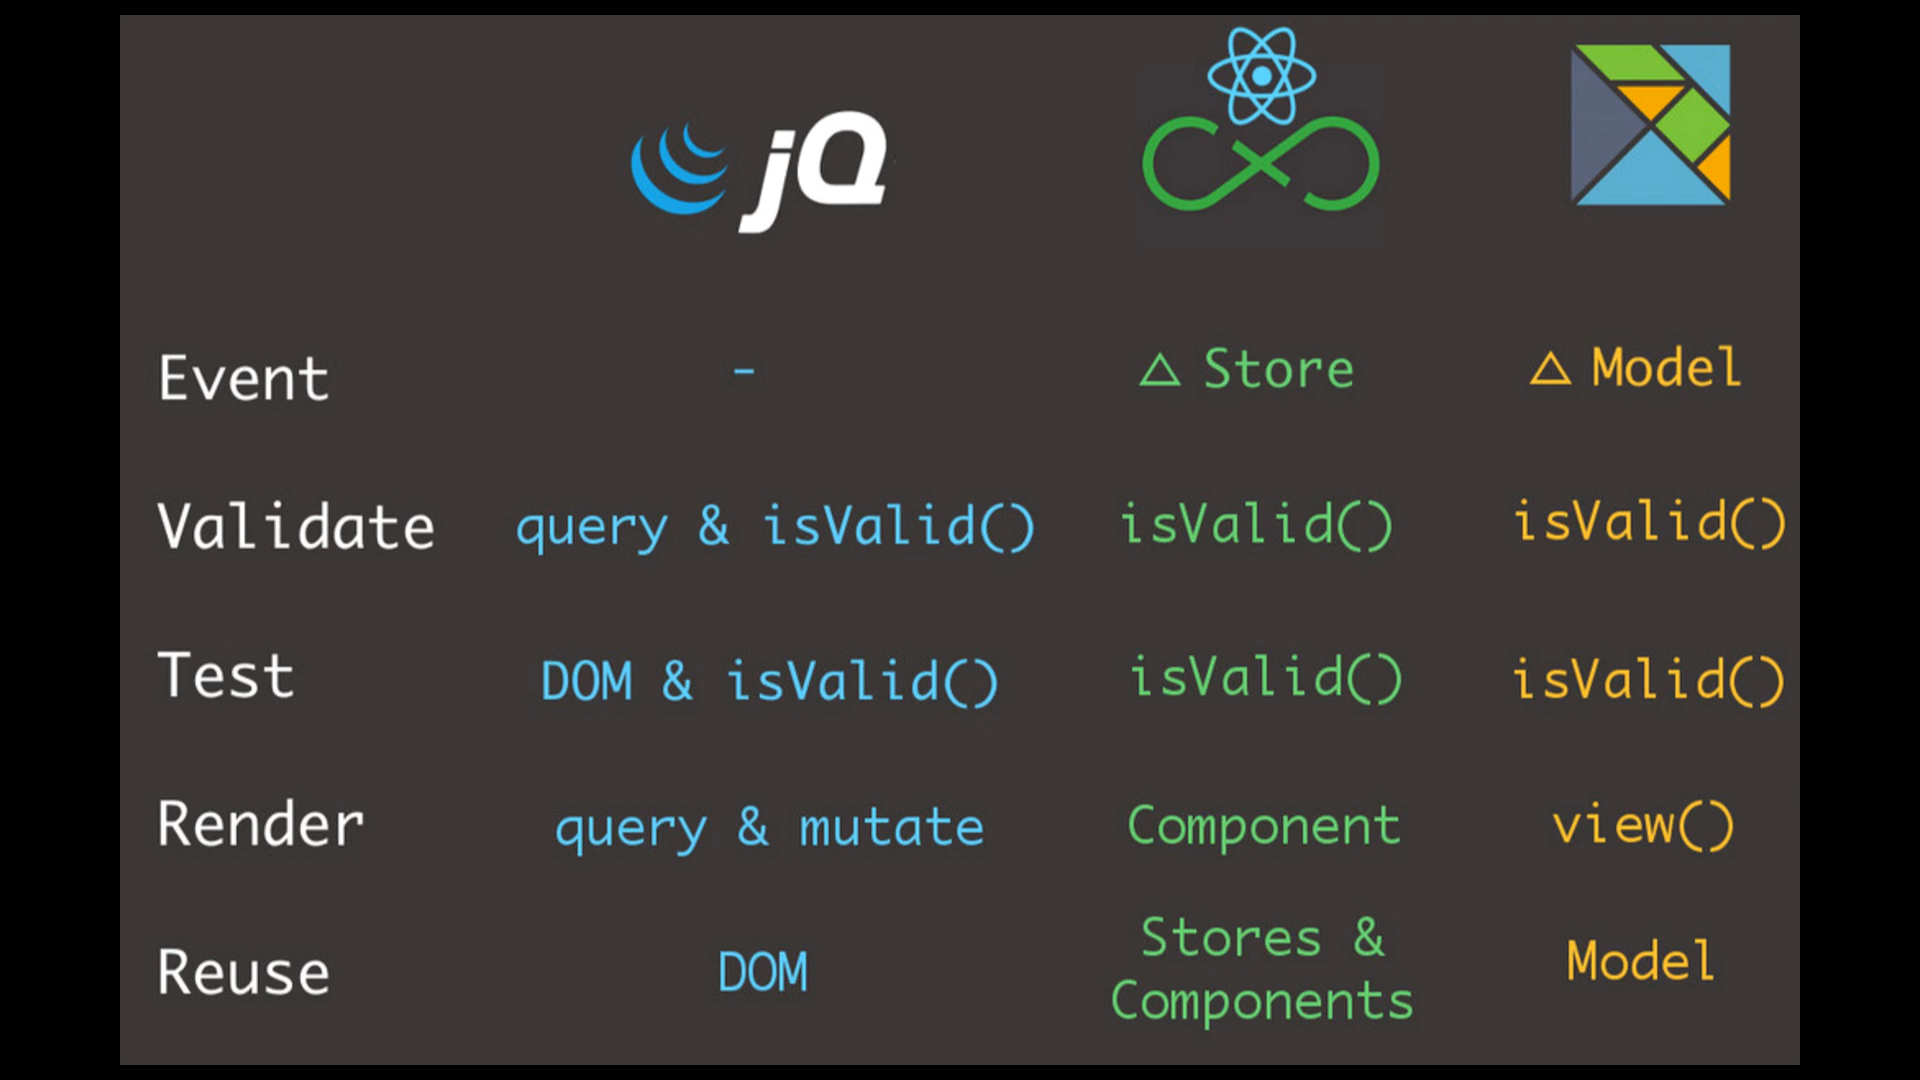 jQ
Event - △ Store △ Model
Validate query & isValid() isValid() isValid()
Test DOM & isValid() isValid() isValid()
Render query & mutate Component view()
Reuse DOM Stores & Components Model